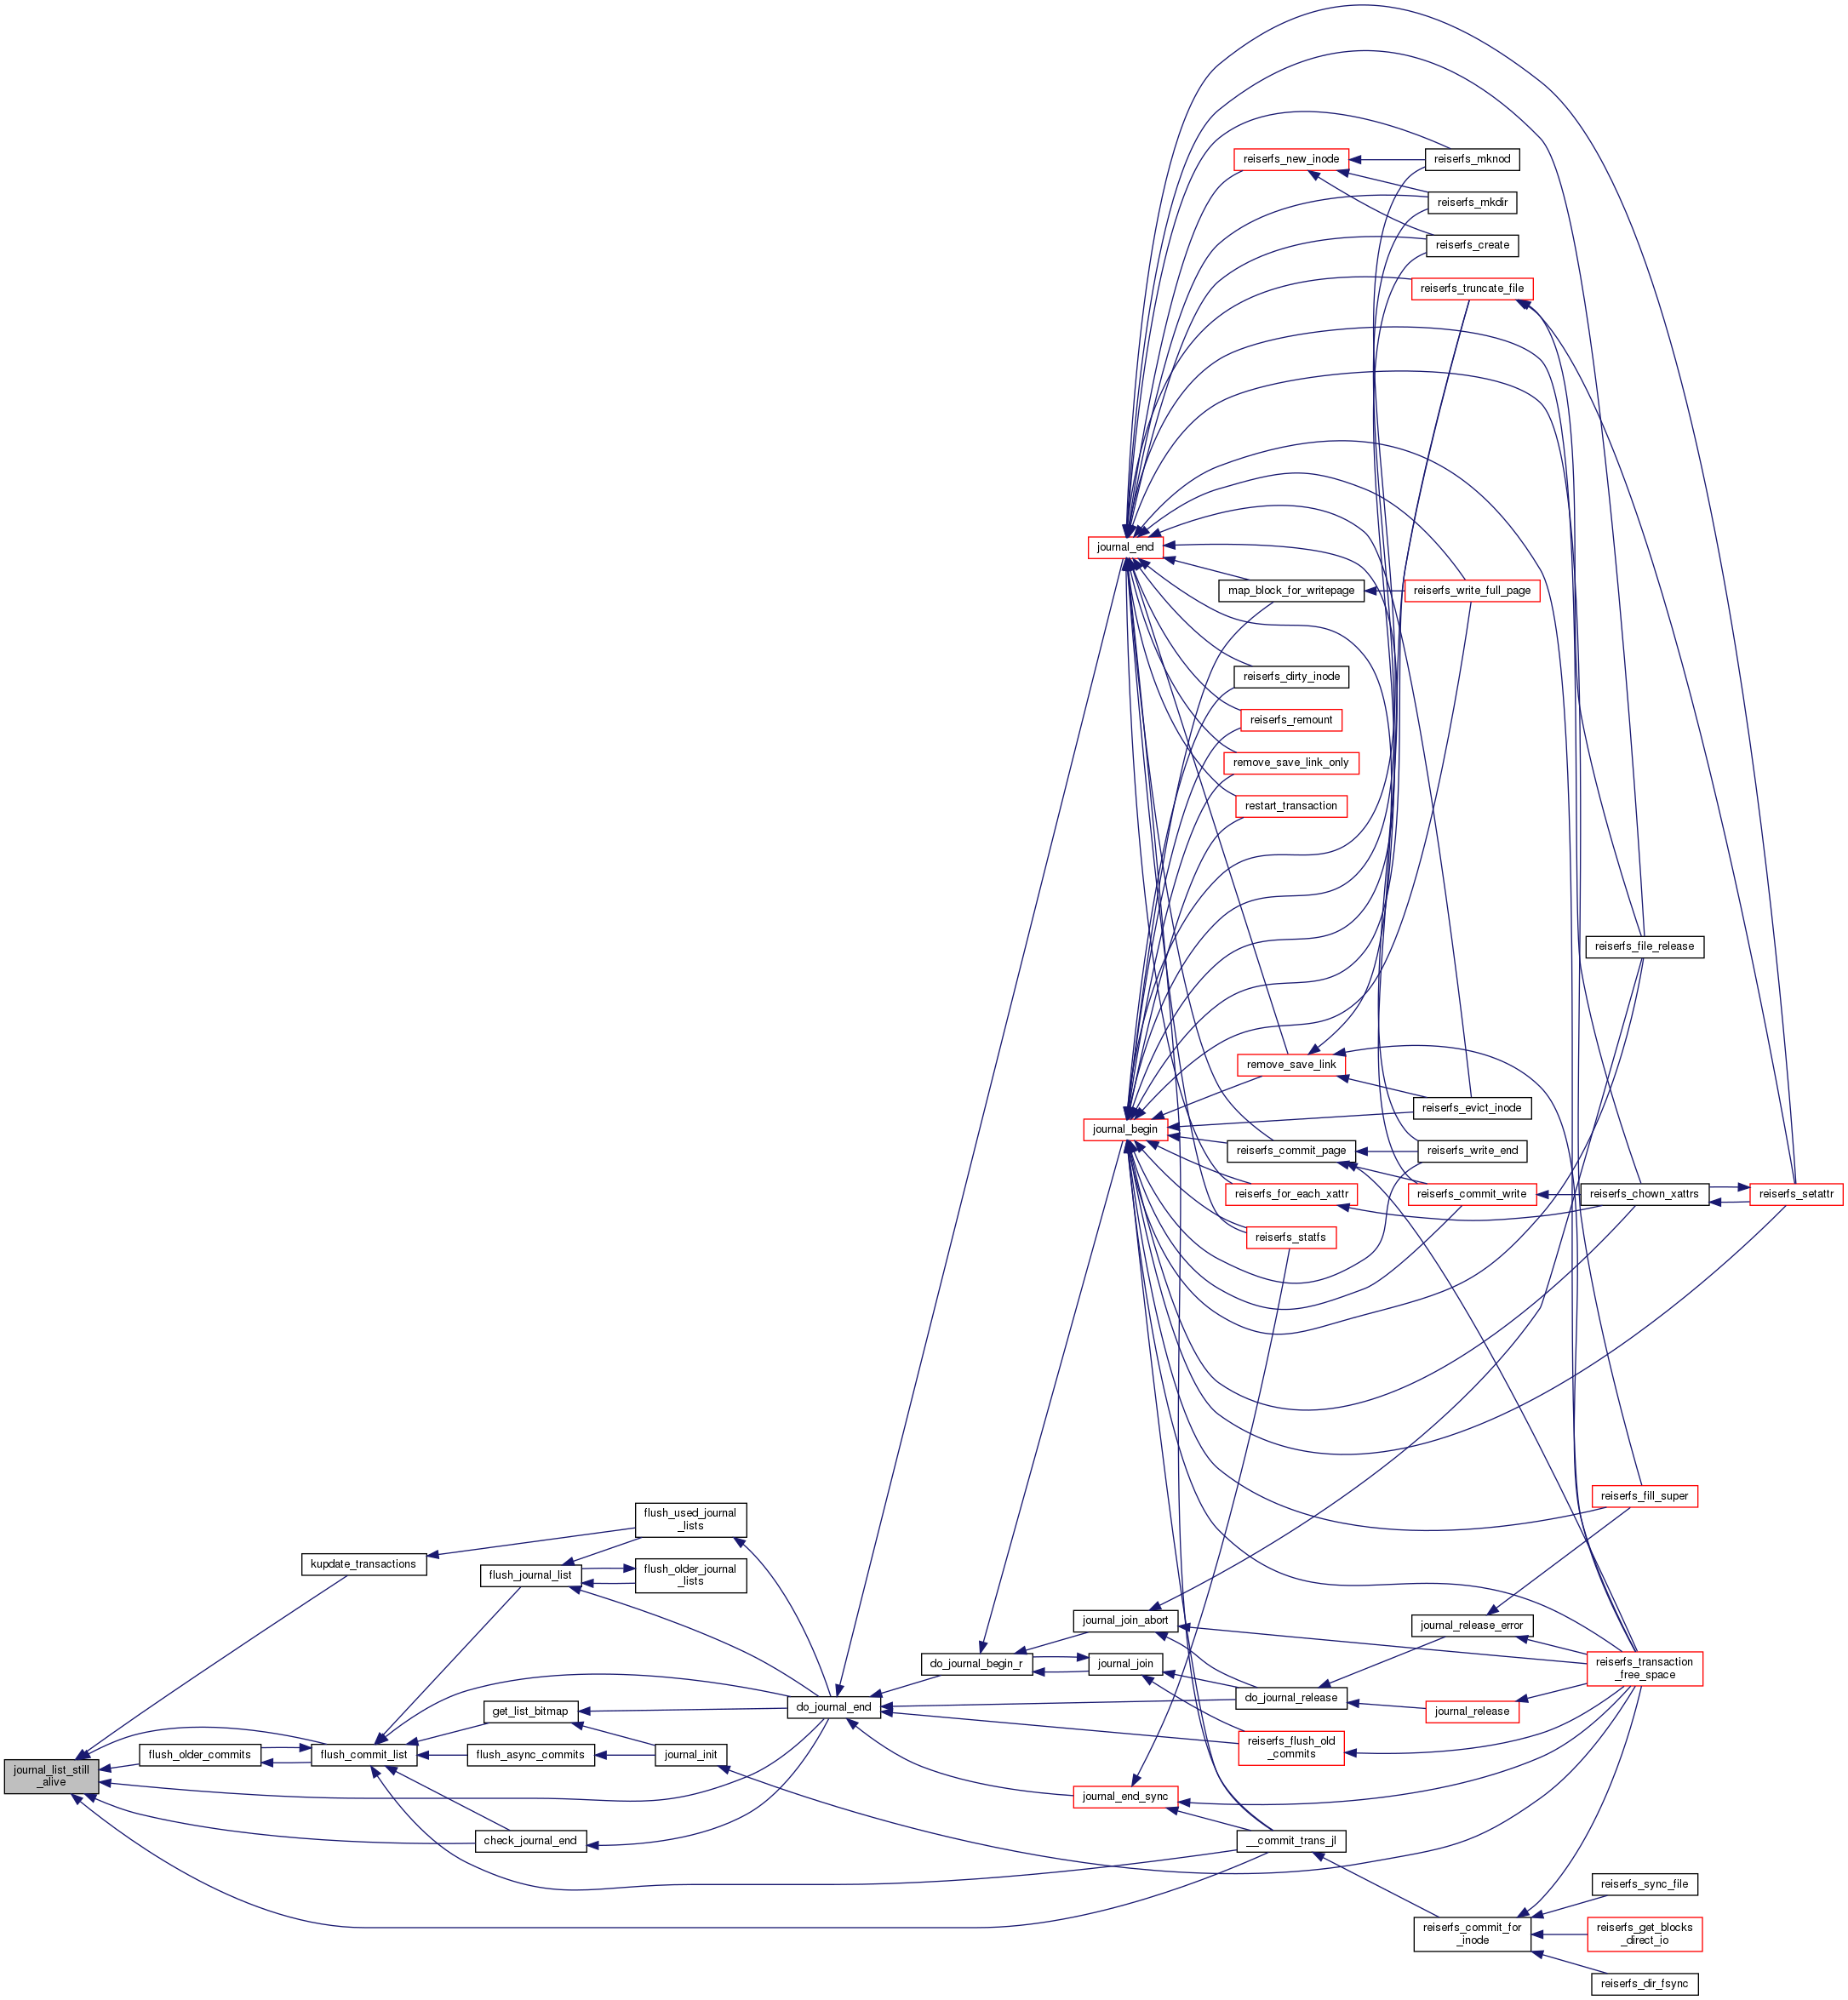 reiserfs_new_inode
reiserfs_mknod
reiserfs_mkdir
reiserfs_create
reiserfs_truncate_file
journal_end
map_block_for_writepage
reiserfs_write_full_page
reiserfs_dirty_inode
reiserfs_remount
remove_save_link_only
restart_transaction
reiserfs_file_release
remove_save_link
reiserfs_evict_inode
journal_begin
reiserfs_commit_page
reiserfs_write_end
reiserfs_for_each_xattr
reiserfs_commit_write
reiserfs_chown_xattrs
reiserfs_setattr
reiserfs_statfs
reiserfs_fill_super
flush_used_journal
_lists
kupdate_transactions
flush_journal_list
flush_older_journal
_lists
journal_join_abort
journal_release_error
do_journal_begin_r
journal_join
reiserfs_transaction
_free_space
do_journal_end
do_journal_release
get_list_bitmap
journal_release
flush_older_commits
flush_commit_list
flush_async_commits
journal_init
reiserfs_flush_old
_commits
journal_list_still
_alive
journal_end_sync
check_journal_end
__commit_trans_jl
reiserfs_sync_file
reiserfs_commit_for
_inode
reiserfs_get_blocks
_direct_io
reiserfs_dir_fsync